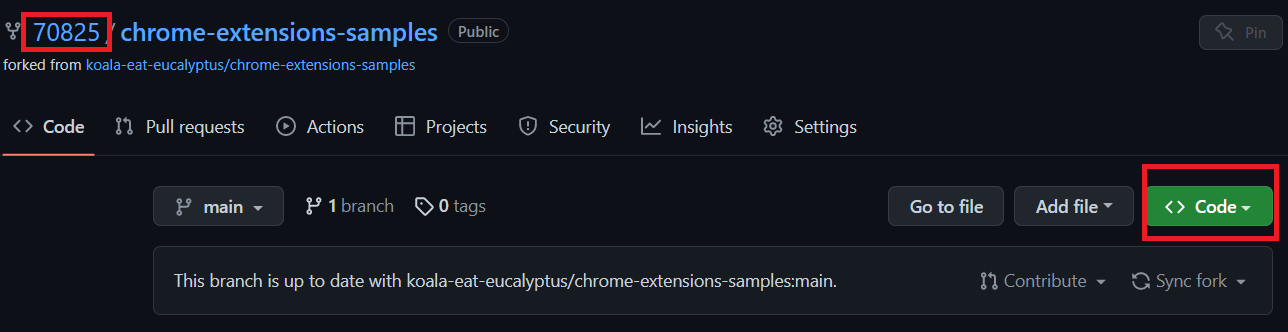 70825 / chrome-extensions-samples Public Pin
forked from koala-eat-eucalyptus/chrome-extensions-samples
Code Pull requests Actions Projects Security Insights Settings
main 1 branch 0 tags Go to file Add file <> Code
This branch is up to date with koala-eat-eucalyptus/chrome-extensions-samples:main. Contribute Sync fork